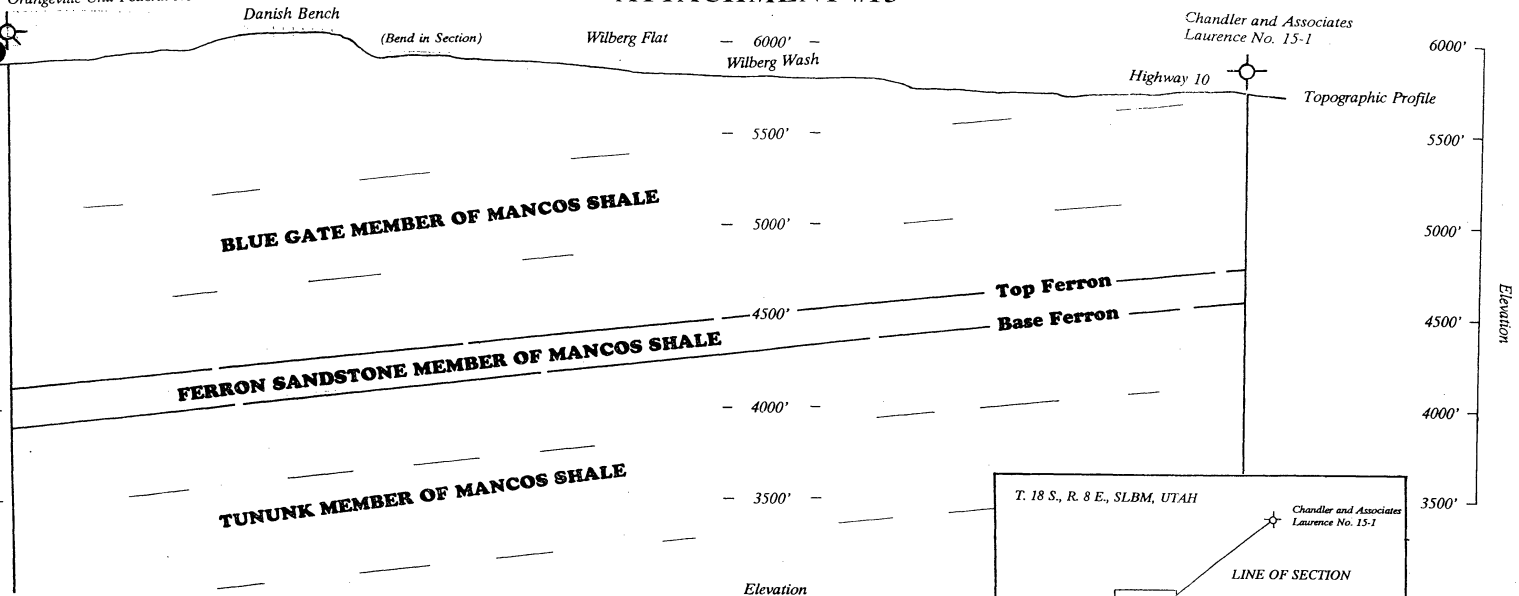 Danish Bench
(Bend in Section)
Wilberg Flat
6000'
Wilberg Wash
Chandler and Associates
Laurence No. 15-1
Highway 10
Topographic Profile
6000'
5500'
5500'
BLUE GATE MEMBER OF MANCOS SHALE
5000'
5000'
Top Ferron
4500'
Base Ferron
4500'
Elevation
FERRON SANDSTONE MEMBER OF MANCOS SHALE
4000'
4000'
TUNUNK MEMBER OF MANCOS SHALE
3500'
3500'
T. 18 S., R. 8 E., SLBM, UTAH
Chandler and Associates
Laurence No. 15-1
LINE OF SECTION
Elevation